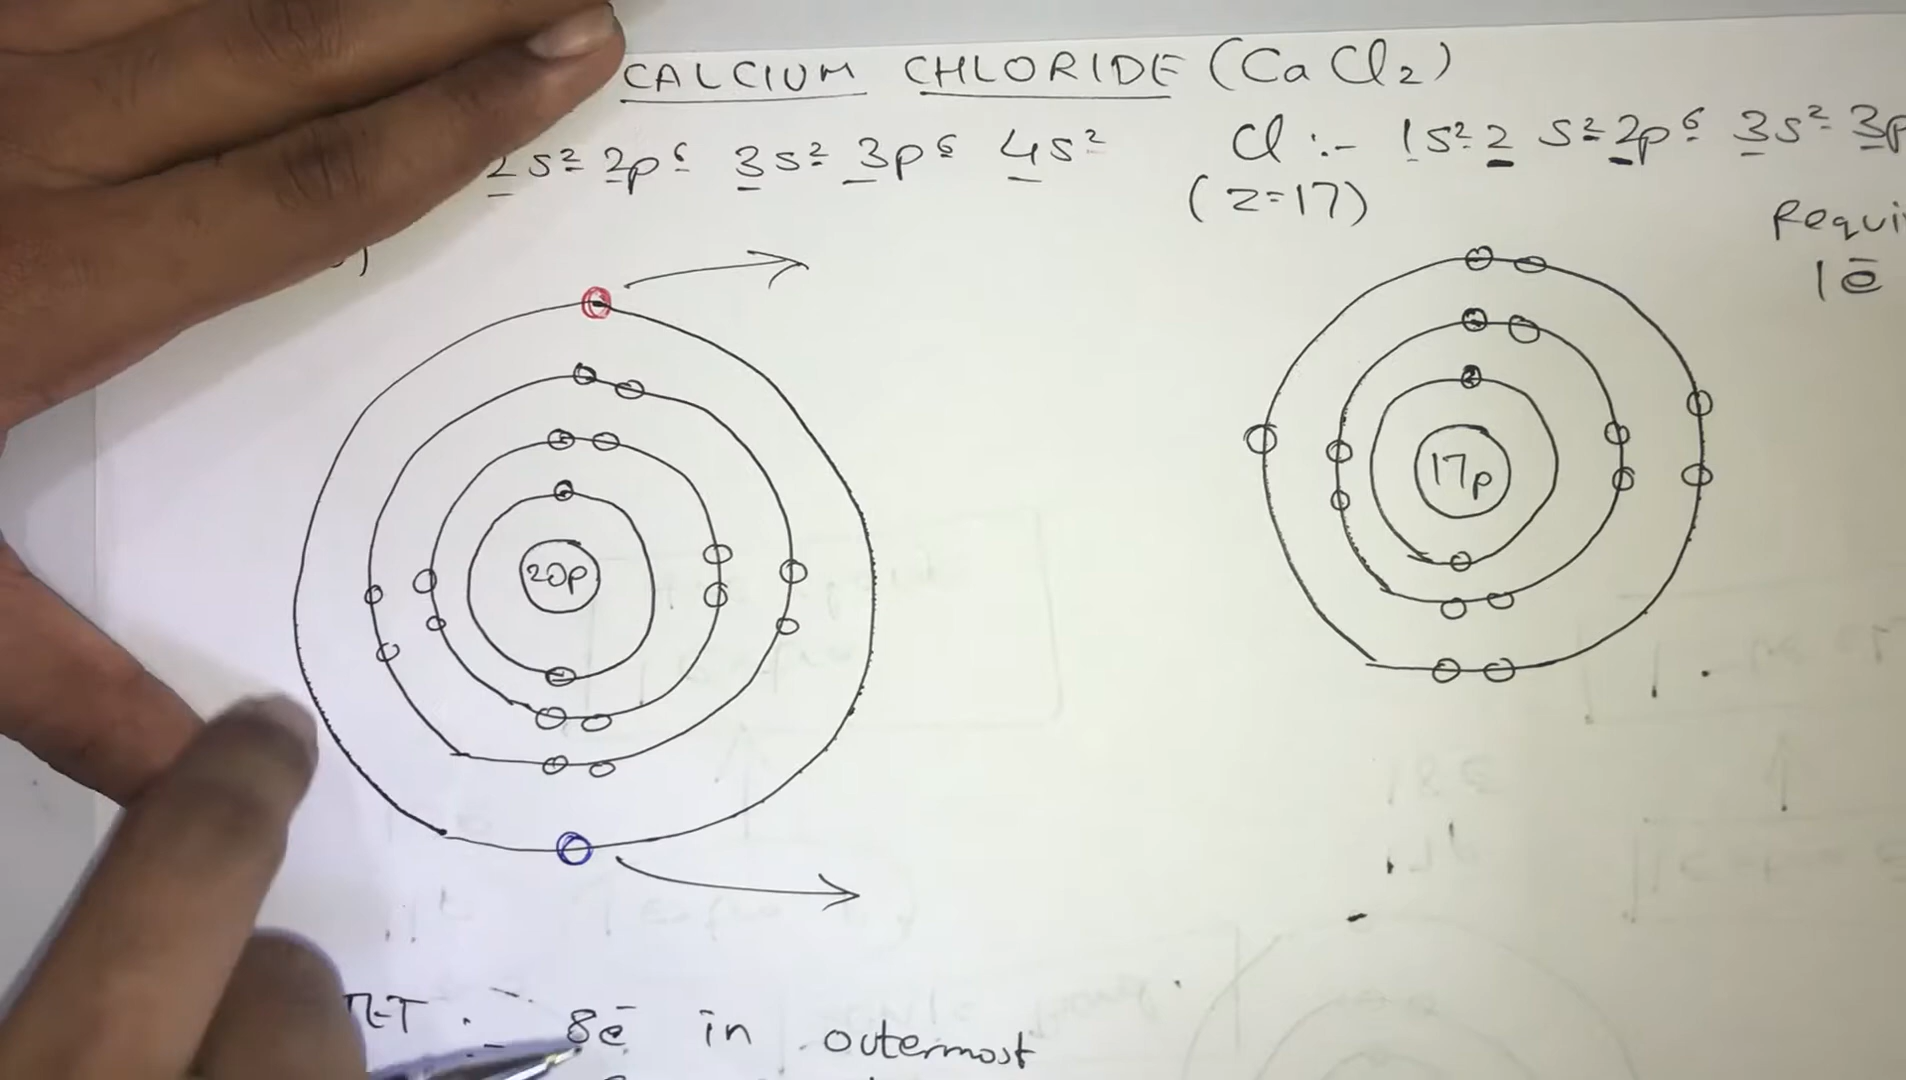 CALCIUM CHLORIDE (CaCl₂)
2s² 2p⁶ 3s² 3p⁶ 4s²
Cl :- 1s² 2s² 2p⁶ 3s² 3p
(z=17)
Requi
1ē
20p
17p
TET :- 8ē in outermost